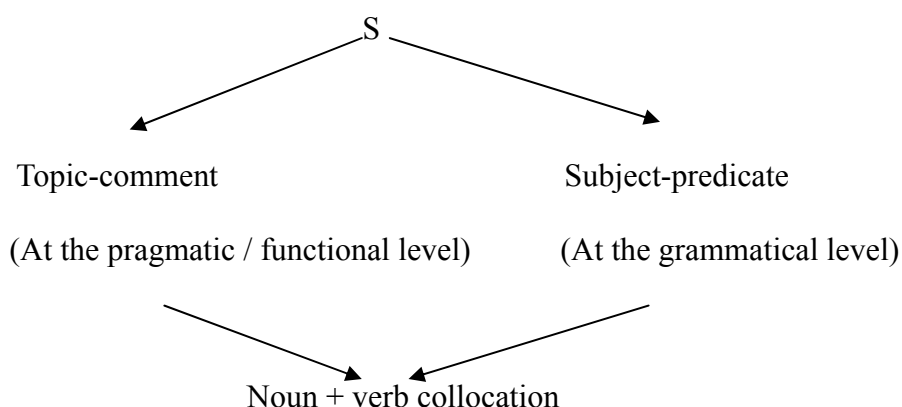 S
Topic-comment
Subject-predicate
(At the pragmatic / functional level)
(At the grammatical level)
Noun + verb collocation